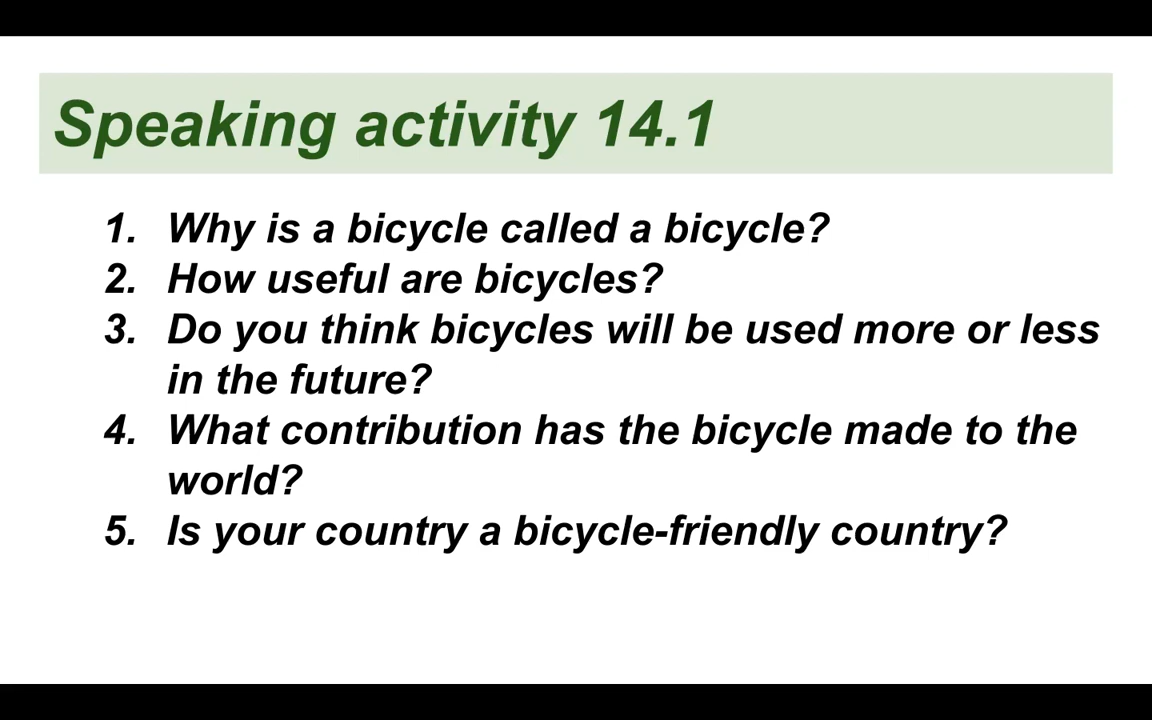 Speaking activity 14.1
1. Why is a bicycle called a bicycle?
2. How useful are bicycles?
3. Do you think bicycles will be used more or less
in the future?
4. What contribution has the bicycle made to the
world?
5. Is your country a bicycle-friendly country?